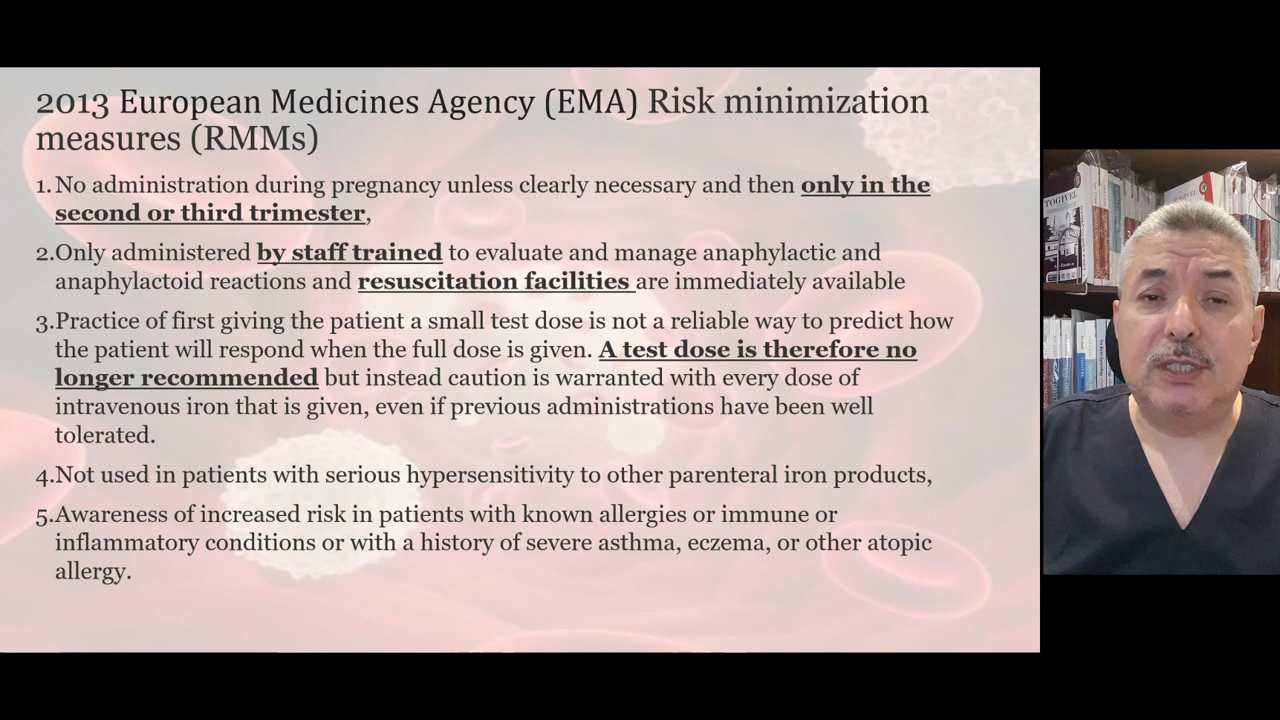 2013 European Medicines Agency (EMA) Risk minimization
measures (RMMs)
1. No administration during pregnancy unless clearly necessary and then only in the
second or third trimester,
2.Only administered by staff trained to evaluate and manage anaphylactic and
anaphylactoid reactions and resuscitation facilities are immediately available
3.Practice of first giving the patient a small test dose is not a reliable way to predict how
the patient will respond when the full dose is given. A test dose is therefore no
longer recommended but instead caution is warranted with every dose of
intravenous iron that is given, even if previous administrations have been well
tolerated.
4.Not used in patients with serious hypersensitivity to other parenteral iron products,
5.Awareness of increased risk in patients with known allergies or immune or
inflammatory conditions or with a history of severe asthma, eczema, or other atopic
allergy.
TOGIVEL